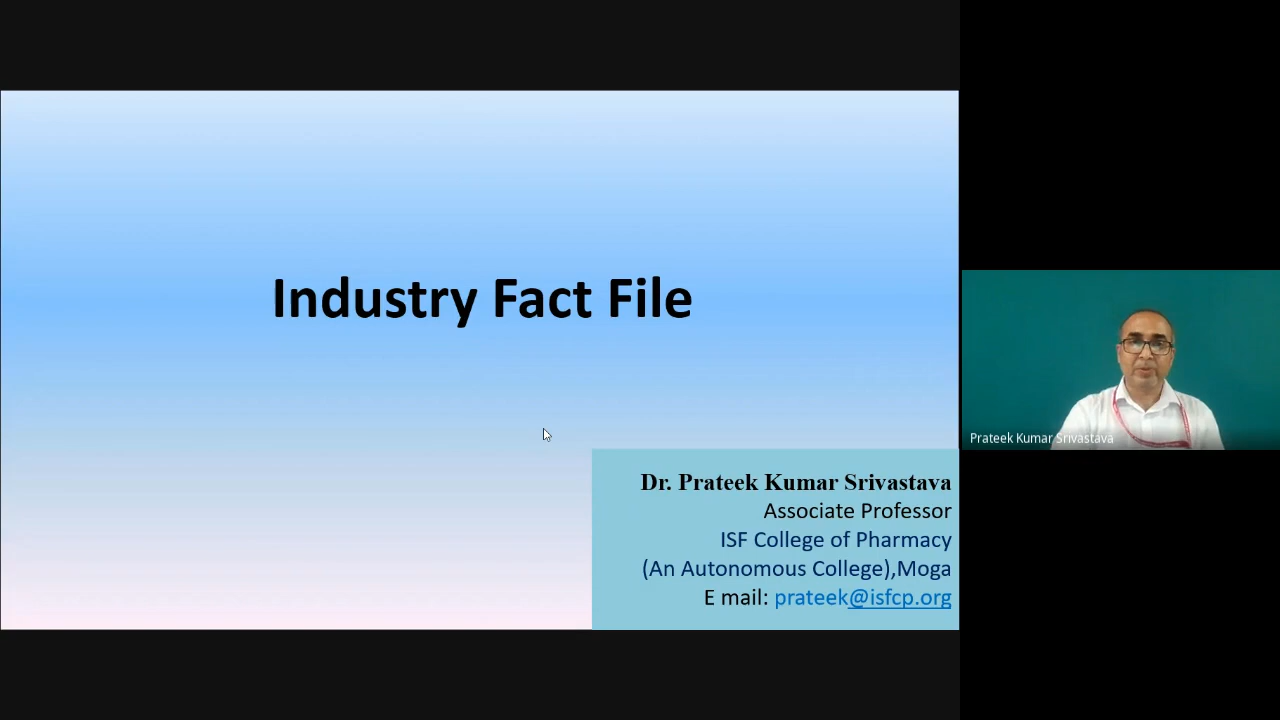 Industry Fact File
Dr. Prateek Kumar Srivastava
Associate Professor
ISF College of Pharmacy
(An Autonomous College),Moga
E mail: prateek@isfcp.org
Prateek Kumar Srivastava